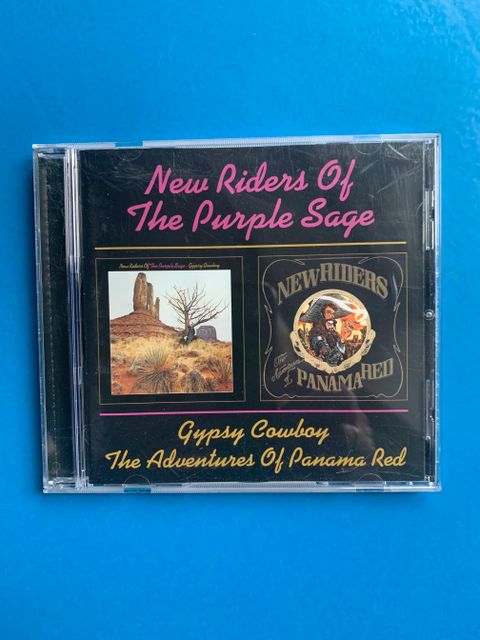 New Riders Of
The Purple Sage
New Riders Of The Purple Sage - Gypsy Cowboy
NEW RIDERS
The
Adventures
of
PANAMA RED
Gypsy Cowboy
The Adventures Of Panama Red